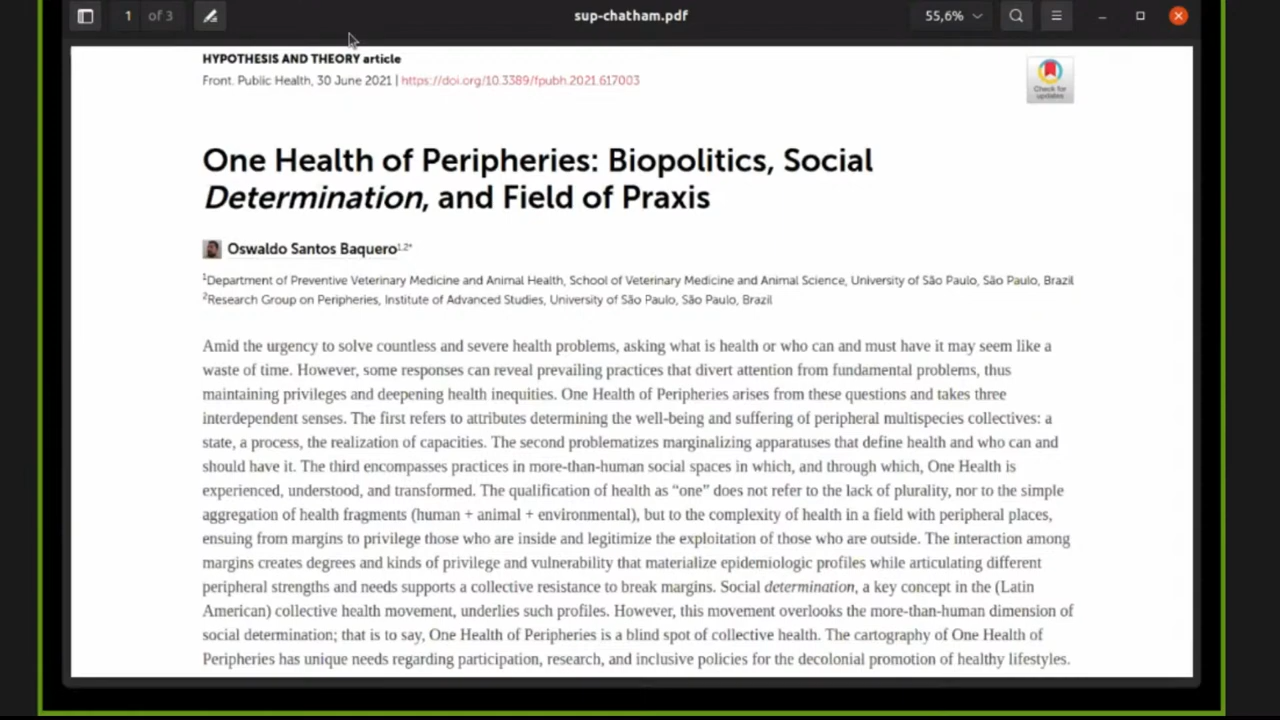 1 of 3
sup-chatham.pdf
55,6%
HYPOTHESIS AND THEORY article
Front. Public Health, 30 June 2021 | https://doi.org/10.3389/fpubh.2021.617003
Check for
updates
One Health of Peripheries: Biopolitics, Social
Determination, and Field of Praxis
Oswaldo Santos Baquero1,2*
1Department of Preventive Veterinary Medicine and Animal Health, School of Veterinary Medicine and Animal Science, University of São Paulo, São Paulo, Brazil
2Research Group on Peripheries, Institute of Advanced Studies, University of São Paulo, São Paulo, Brazil
Amid the urgency to solve countless and severe health problems, asking what is health or who can and must have it may seem like a
waste of time. However, some responses can reveal prevailing practices that divert attention from fundamental problems, thus
maintaining privileges and deepening health inequities. One Health of Peripheries arises from these questions and takes three
interdependent senses. The first refers to attributes determining the well-being and suffering of peripheral multispecies collectives: a
state, a process, the realization of capacities. The second problematizes marginalizing apparatuses that define health and who can and
should have it. The third encompasses practices in more-than-human social spaces in which, and through which, One Health is
experienced, understood, and transformed. The qualification of health as “one” does not refer to the lack of plurality, nor to the simple
aggregation of health fragments (human + animal + environmental), but to the complexity of health in a field with peripheral places,
ensuing from margins to privilege those who are inside and legitimize the exploitation of those who are outside. The interaction among
margins creates degrees and kinds of privilege and vulnerability that materialize epidemiologic profiles while articulating different
peripheral strengths and needs supports a collective resistance to break margins. Social determination, a key concept in the (Latin
American) collective health movement, underlies such profiles. However, this movement overlooks the more-than-human dimension of
social determination; that is to say, One Health of Peripheries is a blind spot of collective health. The cartography of One Health of
Peripheries has unique needs regarding participation, research, and inclusive policies for the decolonial promotion of healthy lifestyles.